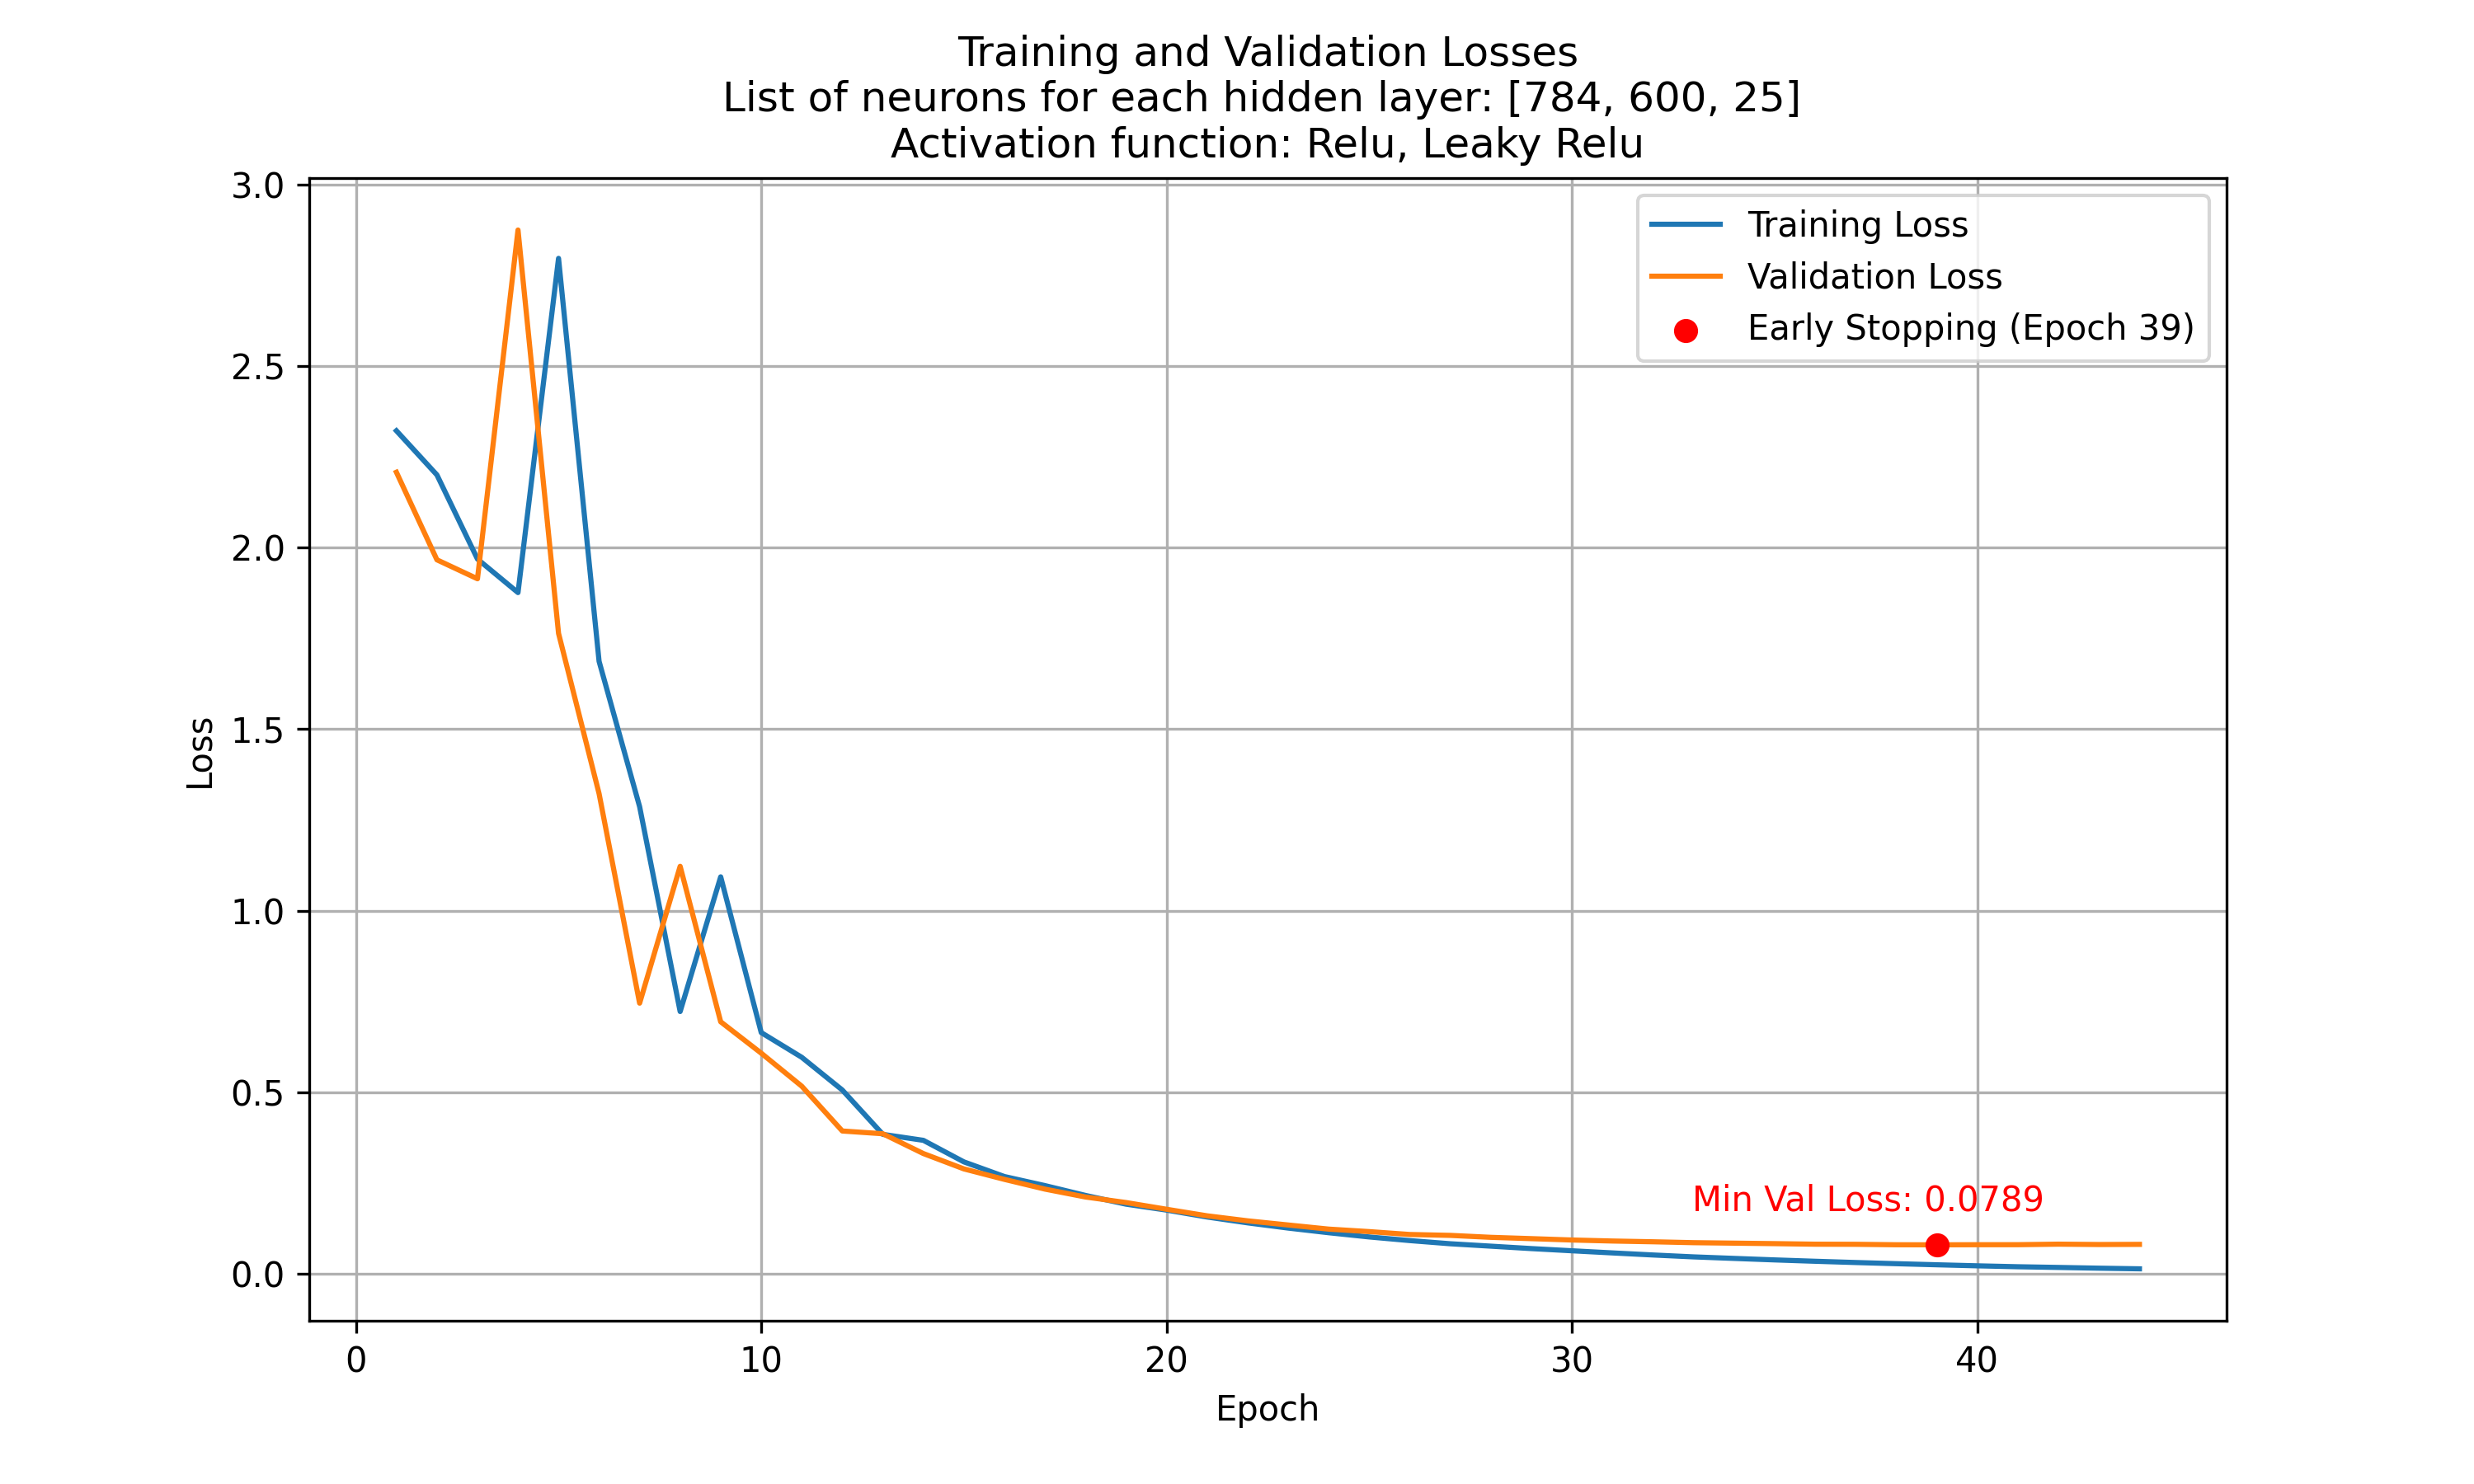 Training and Validation Losses
List of neurons for each hidden layer: [784, 600, 25]
Activation function: Relu, Leaky Relu
3.0
2.5
2.0
1.5
1.0
0.5
0.0
Loss
Training Loss
Validation Loss
Early Stopping (Epoch 39)
Min Val Loss: 0.0789
0 10 20 30 40
Epoch